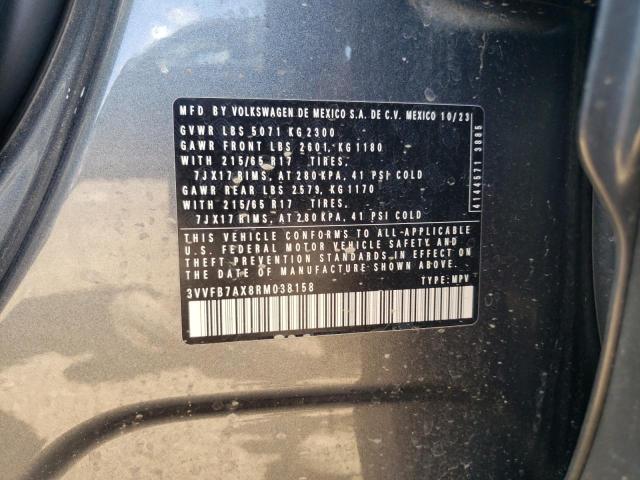 MFD. BY VOLKSWAGEN DE MEXICO S.A. DE C.V. MEXICO 10/23
GVWR LBS 5071 KG 2300
GAWR FRONT LBS 2601, KG 1180
WITH 215/65 R17 TIRES,
7JX17 RIMS, AT 280 KPA, 41 PSI COLD
GAWR REAR LBS 2579, KG 1170
WITH 215/65 R17 TIRES,
7JX17 RIMS, AT 280 KPA, 41 PSI COLD
THIS VEHICLE CONFORMS TO ALL APPLICABLE
U.S. FEDERAL MOTOR VEHICLE SAFETY, AND
THEFT PREVENTION STANDARDS IN EFFECT ON
THE DATE OF MANUFACTURE SHOWN ABOVE.
3VVFB7AX8RM038158 TYPE: MPV
4144571 3885